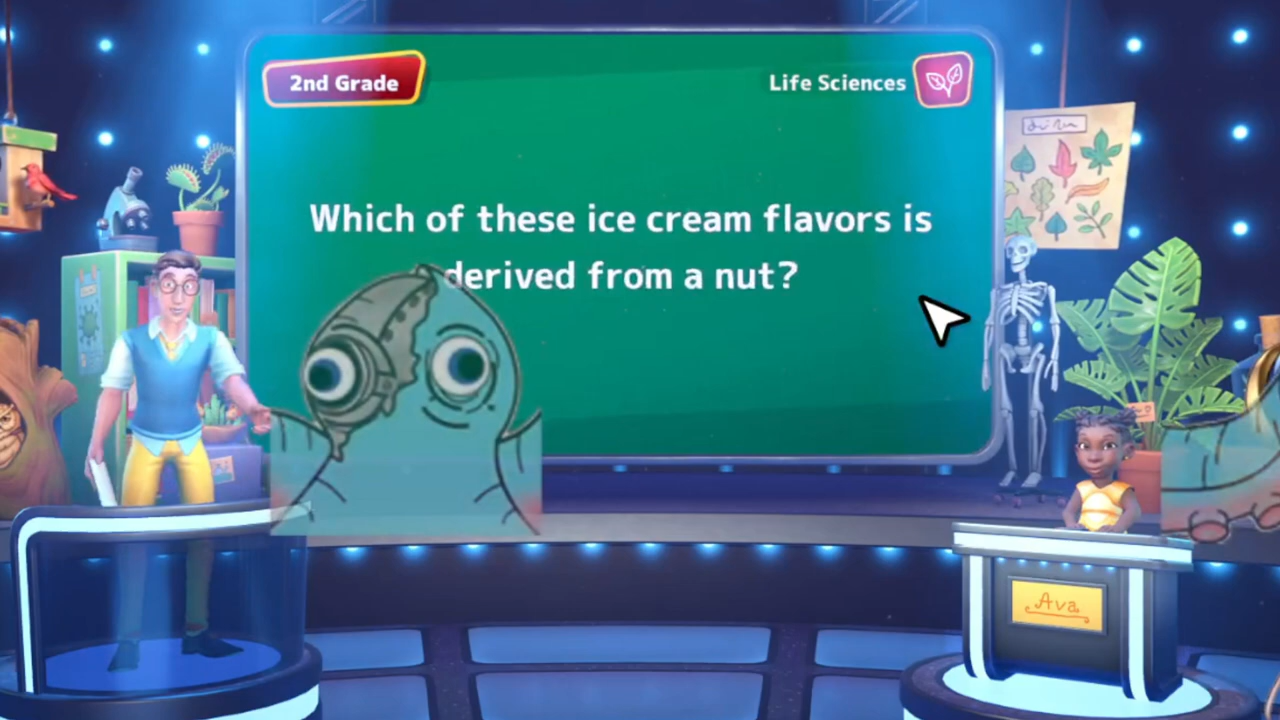 2nd Grade
Life Sciences
Which of these ice cream flavors is
derived from a nut?
Ava